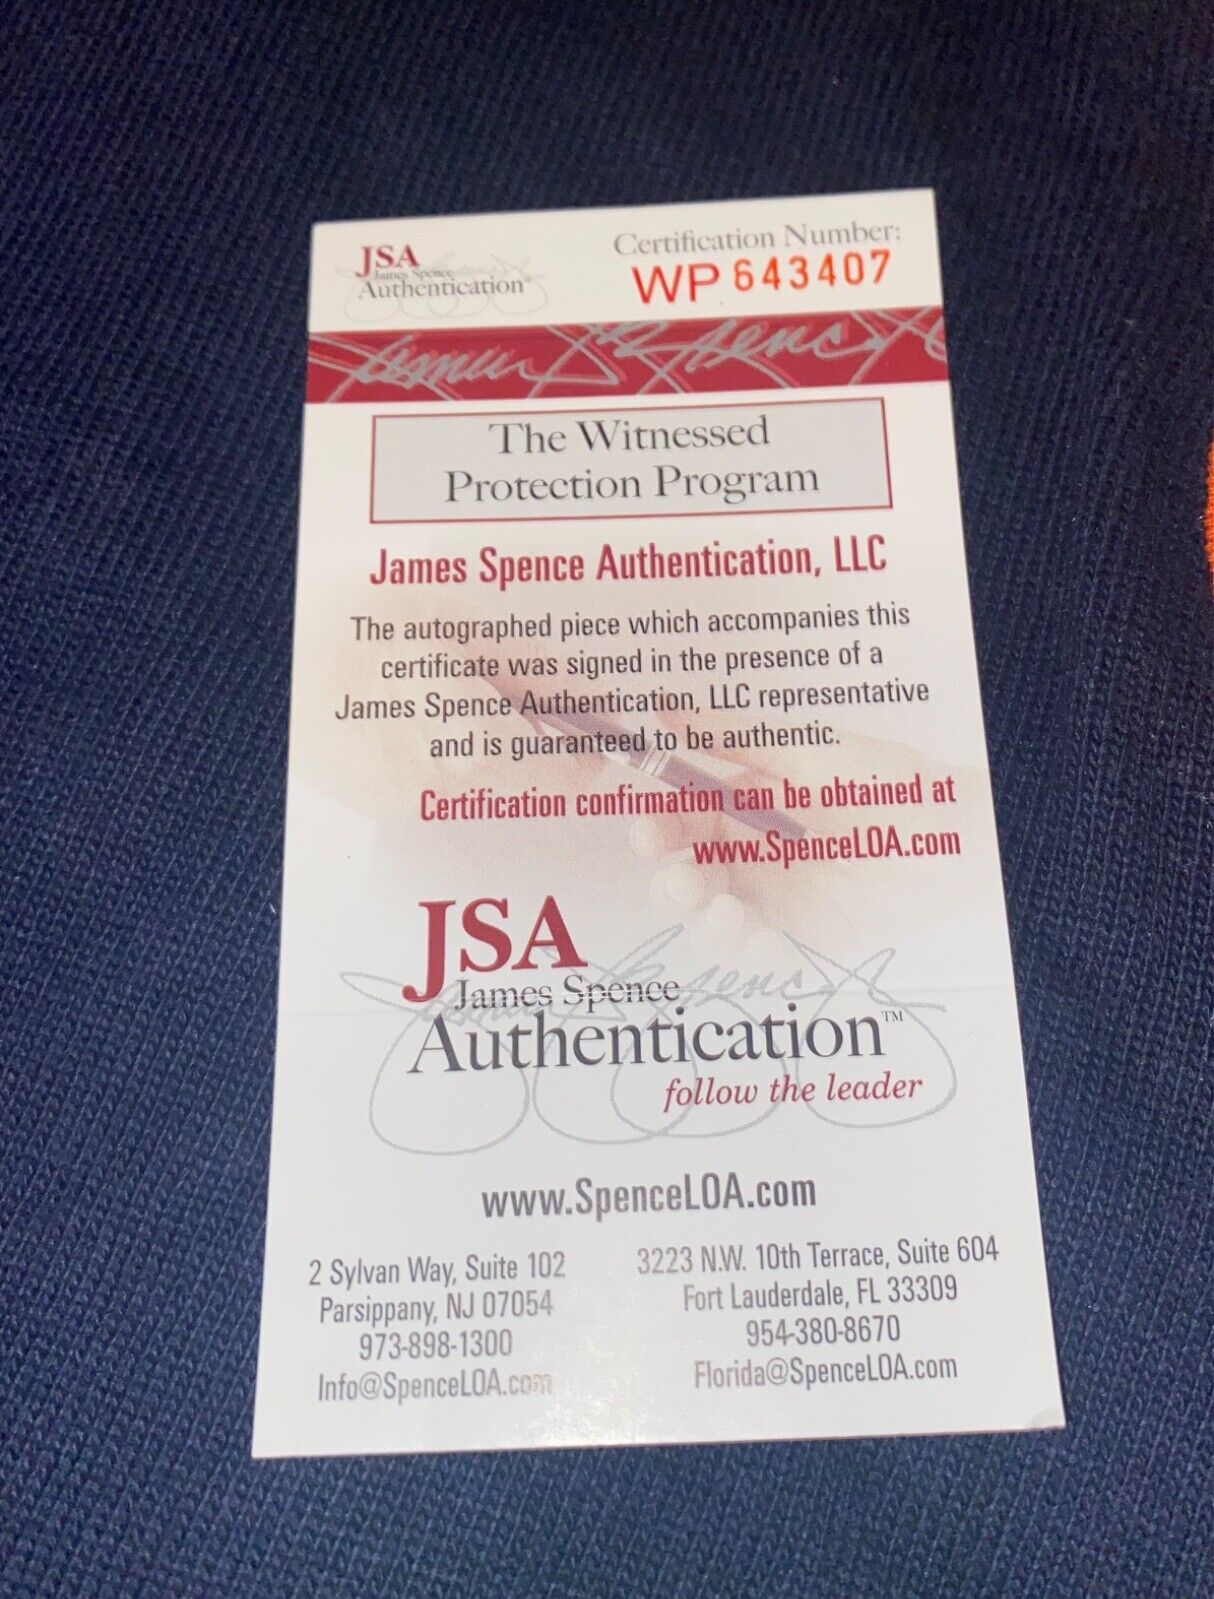 JSA
James Spence
Authentication™
Certification Number:
WP 643407
The Witnessed
Protection Program
James Spence Authentication, LLC
The autographed piece which accompanies this
certificate was signed in the presence of a
James Spence Authentication, LLC representative
and is guaranteed to be authentic.
Certification confirmation can be obtained at
www.SpenceLOA.com
JSA
James Spence
Authentication™
follow the leader
www.SpenceLOA.com
2 Sylvan Way, Suite 102
Parsippany, NJ 07054
973-898-1300
Info@SpenceLOA.com
3223 N.W. 10th Terrace, Suite 604
Fort Lauderdale, FL 33309
954-380-8670
Florida@SpenceLOA.com